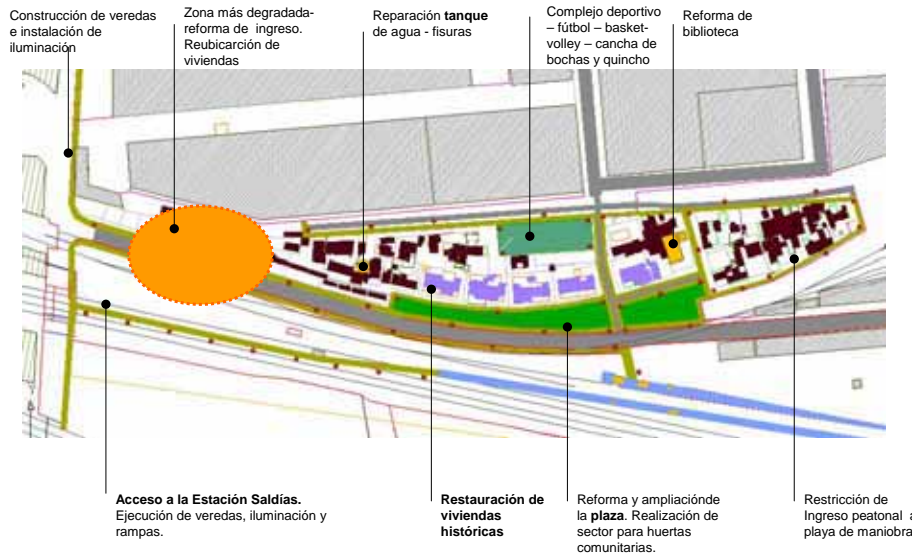 Construcción de veredas
e instalación de
iluminación
Zona más degradada-
reforma de ingreso.
Reubicarción de
viviendas
Reparación tanque
de agua - fisuras
Complejo deportivo
– fútbol – basket-
volley – cancha de
bochas y quincho
Reforma de
biblioteca
Acceso a la Estación Saldías.
Ejecución de veredas, iluminación y
rampas.
Restauración de
viviendas
históricas
Reforma y ampliaciónde
la plaza. Realización de
sector para huertas
comunitarias.
Restricción de
Ingreso peatonal a
playa de maniobra